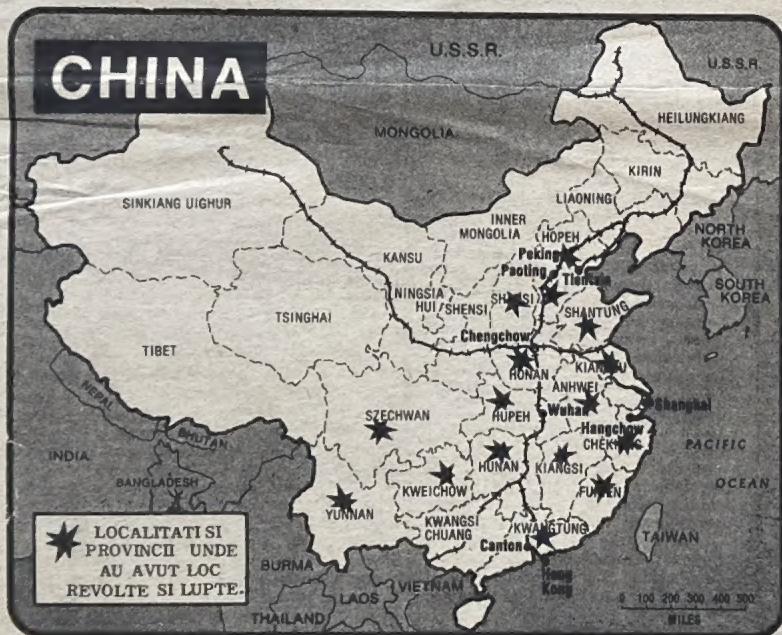 CHINA
U.S.S.R.
U.S.S.R.
MONGOLIA
HEILUNGKIANG
KIRIN
LIAONING
SINKIANG UIGHUR
INNER
MONGOLIA
HOPEH
NORTH
KOREA
KANSU
Peking
Paoting
Tientsin
SOUTH
KOREA
NINGSIA
HUI
SHENSI
SHANSI
TSINGHAI
SHANTUNG
Chengchow
TIBET
HONAN
KIANGSU
ANHWEI
NEPAL
SZECHWAN
HUPEH
Wuhan
Shanghai
Hangchow
CHEKIANG
BHUTAN
PACIFIC
OCEAN
INDIA
HUNAN
KIANGSI
BANGLADESH
KWEICHOW
FUKIEN
YUNNAN
KWANGSI
CHUANG
KWANGTUNG
TAIWAN
Canton
Hong
Kong
LOCALITATI SI
PROVINCII UNDE
AU AVUT LOC
REVOLTE SI LUPTE.
BURMA
LAOS
VIETNAM
THAILAND
0 100 200 300 400 500
MILES